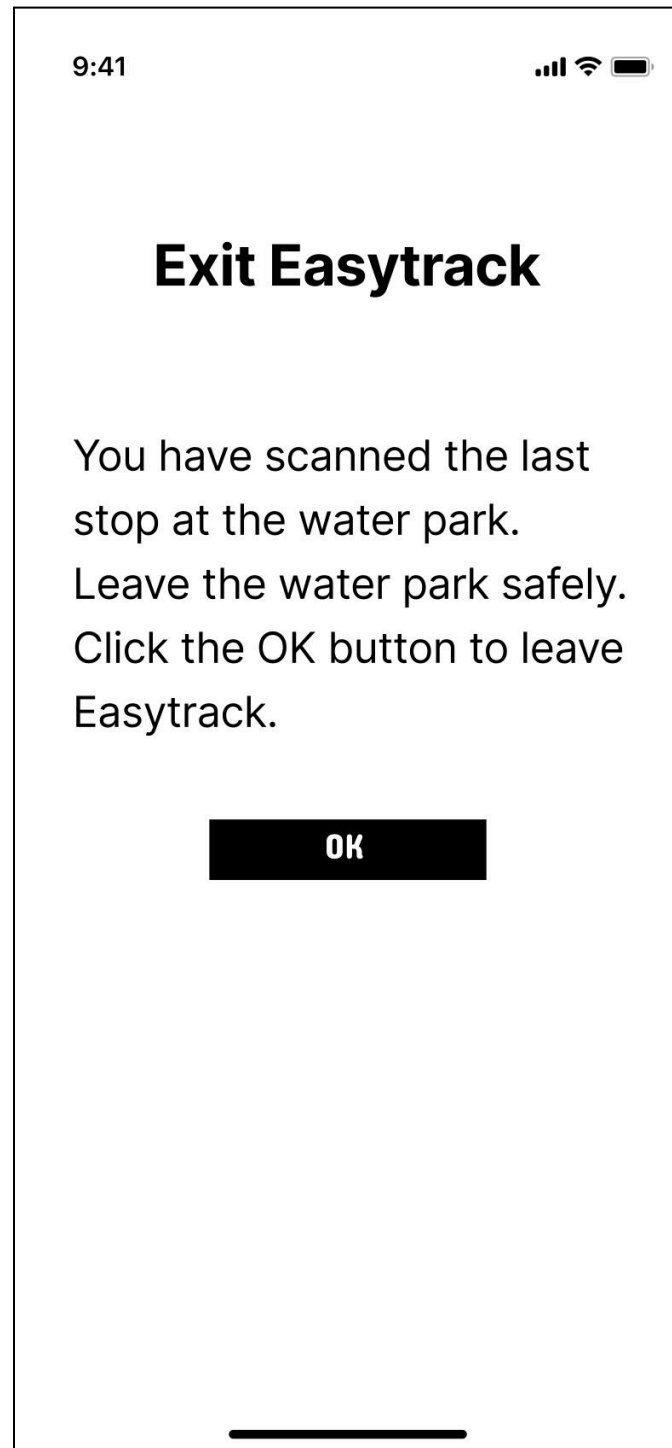 9:41
Exit Easytrack
You have scanned the last
stop at the water park.
Leave the water park safely.
Click the OK button to leave
Easytrack.
OK